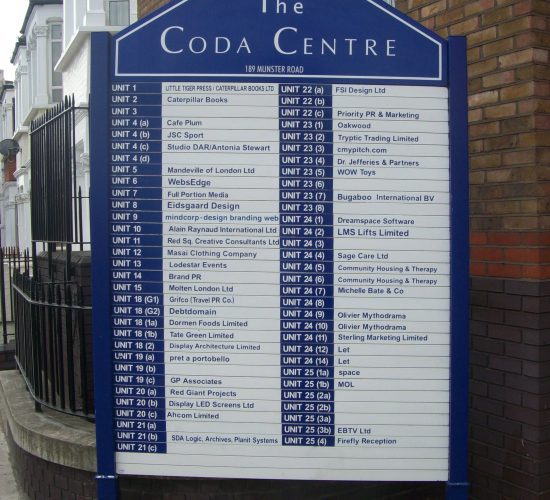 The
CODA CENTRE
189 MUNSTER ROAD
UNIT 1 LITTLE TIGER PRESS / CATERPILLAR BOOKS LTD
UNIT 2 Caterpillar Books
UNIT 3
UNIT 4 (a) Cafe Plum
UNIT 4 (b) JSC Sport
UNIT 4 (c) Studio DAR/Antonia Stewart
UNIT 4 (d)
UNIT 5 Mandeville of London Ltd
UNIT 6 WebsEdge
UNIT 7 Full Portion Media
UNIT 8 Eidsgaard Design
UNIT 9 mindcorp-design branding web
UNIT 10 Alain Raynaud International Ltd
UNIT 11 Red Sq. Creative Consultants Ltd
UNIT 12 Masai Clothing Company
UNIT 13 Lodestar Events
UNIT 14 Brand PR
UNIT 15 Molten London Ltd
UNIT 18 (G1) Grifco (Travel PR Co.)
UNIT 18 (G2) Debtdomain
UNIT 18 (1a) Dormen Foods Limited
UNIT 18 (1b) Tate Green Limited
UNIT 18 (2) Display Architecture Limited
UNIT 19 (a) pret a portobello
UNIT 19 (b)
UNIT 19 (c) GP Associates
UNIT 20 (a) Red Giant Projects
UNIT 20 (b) Display LED Screens Ltd
UNIT 20 (c) Ahcom Limited
UNIT 21 (a)
UNIT 21 (b) SDA Logic, Archives, Planit Systems
UNIT 21 (c)
UNIT 22 (a) FSI Design Ltd
UNIT 22 (b)
UNIT 22 (c) Priority PR & Marketing
UNIT 23 (1) Oakwood
UNIT 23 (2) Tryptic Trading Limited
UNIT 23 (3) cmypitch.com
UNIT 23 (4) Dr. Jefferies & Partners
UNIT 23 (5) WOW Toys
UNIT 23 (6)
UNIT 23 (7) Bugaboo International BV
UNIT 23 (8)
UNIT 24 (1) Dreamspace Software
UNIT 24 (2) LMS Lifts Limited
UNIT 24 (3)
UNIT 24 (4) Sage Care Ltd
UNIT 24 (5) Community Housing & Therapy
UNIT 24 (6) Community Housing & Therapy
UNIT 24 (7) Michelle Bate & Co
UNIT 24 (8)
UNIT 24 (9) Olivier Mythodrama
UNIT 24 (10) Olivier Mythodrama
UNIT 24 (11) Sterling Marketing Limited
UNIT 24 (12) Let
UNIT 24 (14) Let
UNIT 25 (1a) space
UNIT 25 (1b) MOL
UNIT 25 (2a)
UNIT 25 (2b)
UNIT 25 (3a)
UNIT 25 (3b) EBTV Ltd
UNIT 25 (4) Firefly Reception